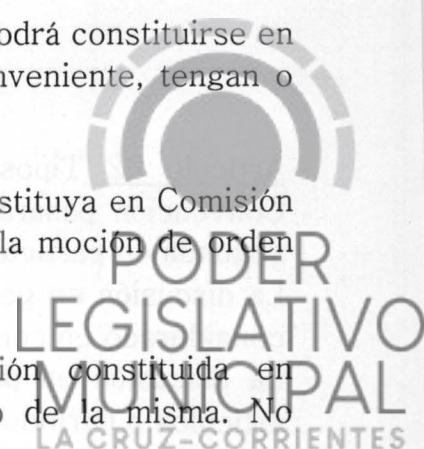 odrá constituirse en
nveniente, tengan o
stituya en Comisión
la moción de orden
PODER
LEGISLATIVO
ión constituida en
MUNICIPAL
o de la misma. No
LA CRUZ-CORRIENTES